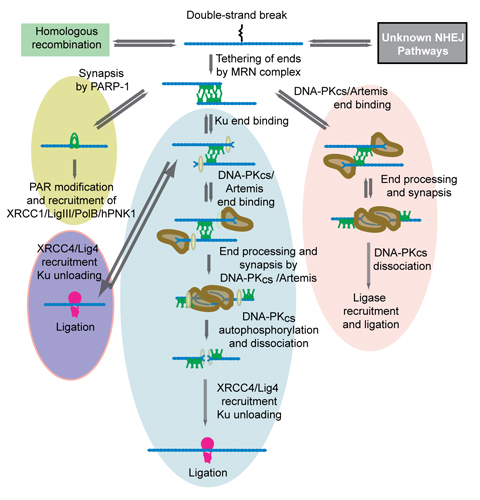 Double-strand break
Homologous
recombination
Unknown NHEJ
Pathways
Tethering of ends
by MRN complex
Synapsis
by PARP-1
DNA-PKcs/Artemis
end binding
Ku end binding
DNA-PKcs/
Artemis
end binding
End processing
and synapsis
PAR modification
and recruitment of
XRCC1/LigIII/PolB/hPNK1
XRCC4/Lig4
recruitment
Ku unloading
Ligation
End processing and
synapsis by
DNA-PKcs /Artemis
DNA-PKcs
dissociation
Ligase
recruitment
and ligation
DNA-PKcs
autophosphorylation
and dissociation
XRCC4/Lig4
recruitment
Ku unloading
Ligation